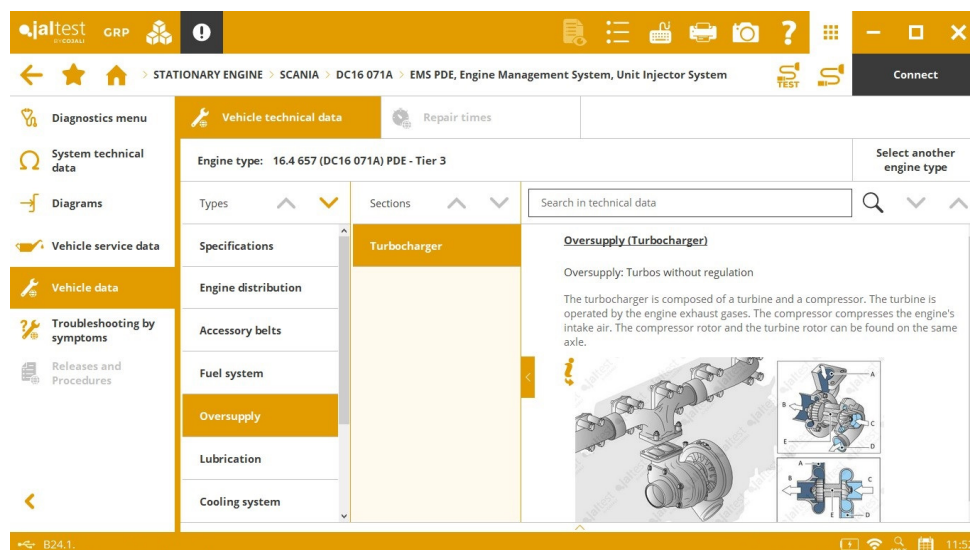 jaltest GRP
BY COJALI
STATIONARY ENGINE > SCANIA > DC16 071A > EMS PDE, Engine Management System, Unit Injector System
TEST
Connect
Diagnostics menu
System technical data
Diagrams
Vehicle service data
Vehicle data
Troubleshooting by symptoms
Releases and Procedures
Vehicle technical data
Repair times
Engine type: 16.4 657 (DC16 071A) PDE - Tier 3
Select another engine type
Types
Sections
Search in technical data
Specifications
Engine distribution
Accessory belts
Fuel system
Oversupply
Lubrication
Cooling system
Turbocharger
Oversupply (Turbocharger)
Oversupply: Turbos without regulation
The turbocharger is composed of a turbine and a compressor. The turbine is
operated by the engine exhaust gases. The compressor compresses the engine's
intake air. The compressor rotor and the turbine rotor can be found on the same
axle.
A
B
C
E
D
A
B
C
E
D
B24.1.